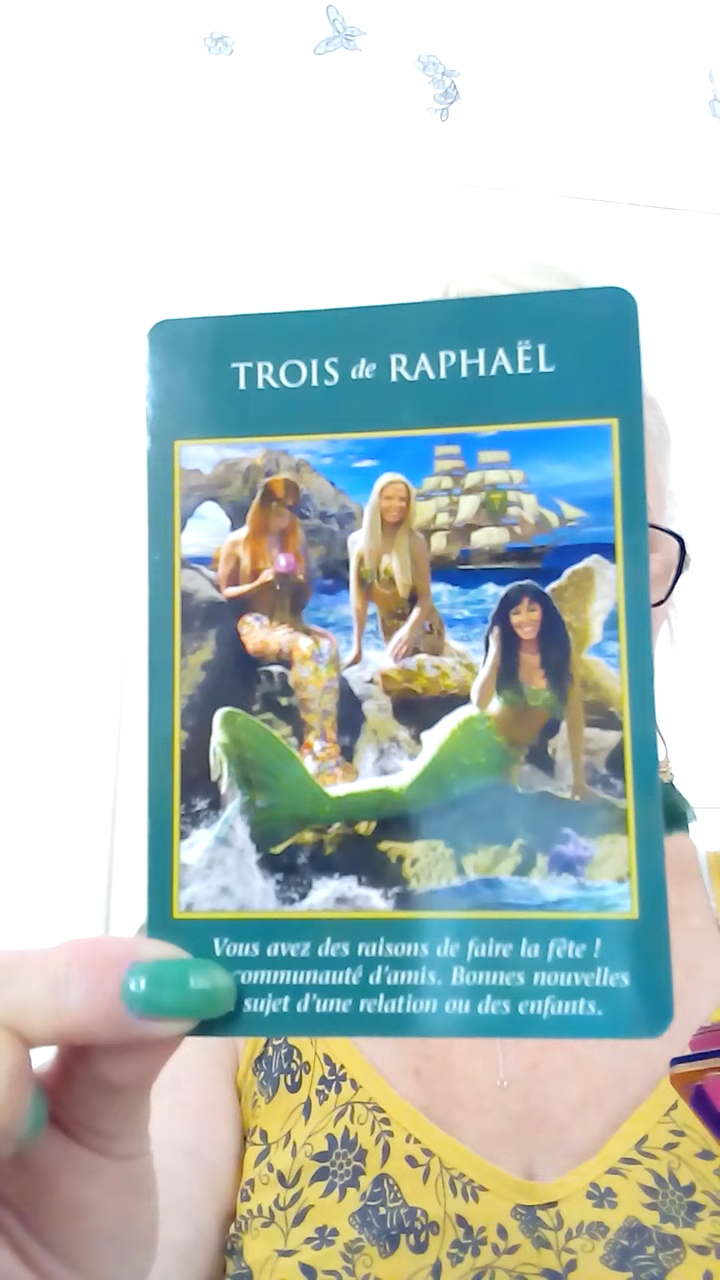 TROIS de RAPHAËL
Vous avez des raisons de faire la fête !
communauté d'amis. Bonnes nouvelles
sujet d'une relation ou des enfants.